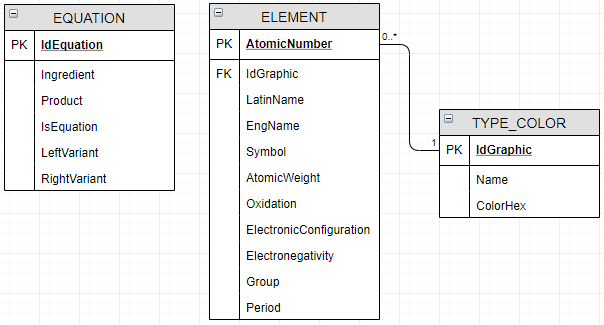 EQUATION
PK IdEquation
Ingredient
Product
IsEquation
LeftVariant
RightVariant
ELEMENT
PK AtomicNumber
FK IdGraphic
LatinName
EngName
Symbol
AtomicWeight
Oxidation
ElectronicConfiguration
Electronegativity
Group
Period
0..*
1
TYPE_COLOR
PK IdGraphic
Name
ColorHex